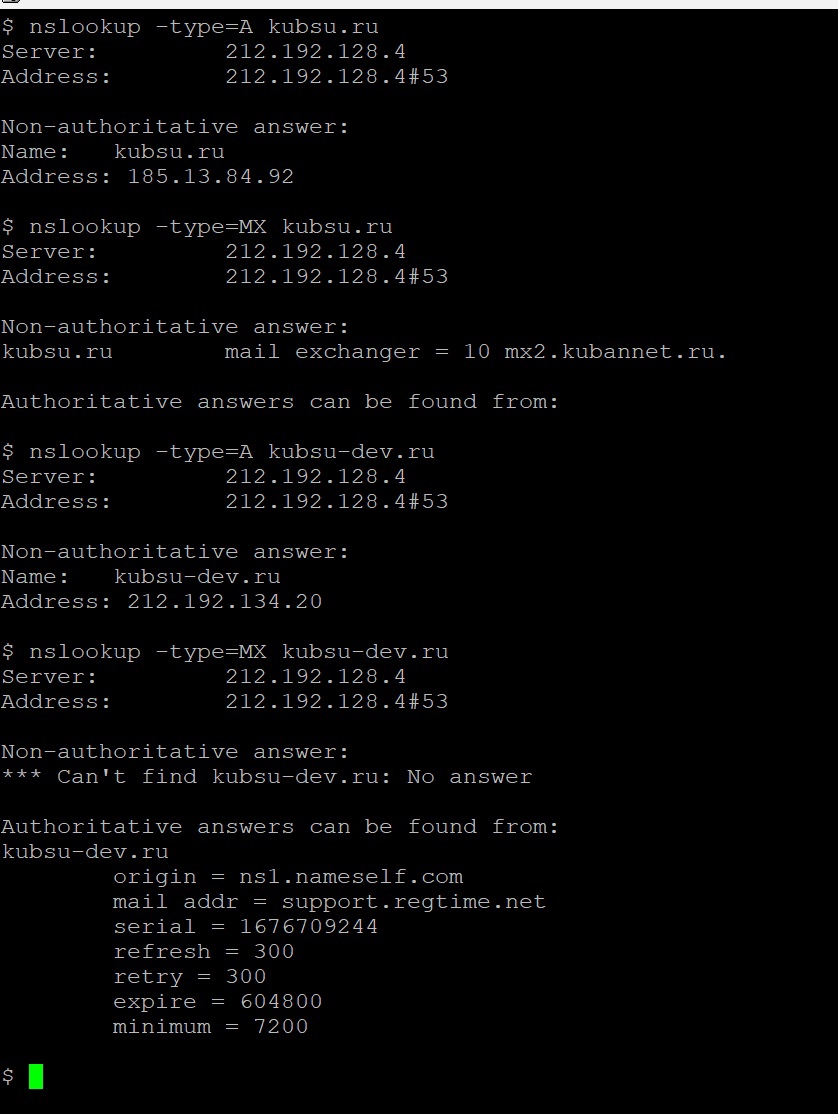 $ nslookup -type=A kubsu.ru
Server:         212.192.128.4
Address:        212.192.128.4#53

Non-authoritative answer:
Name:   kubsu.ru
Address: 185.13.84.92

$ nslookup -type=MX kubsu.ru
Server:         212.192.128.4
Address:        212.192.128.4#53

Non-authoritative answer:
kubsu.ru        mail exchanger = 10 mx2.kubannet.ru.

Authoritative answers can be found from:

$ nslookup -type=A kubsu-dev.ru
Server:         212.192.128.4
Address:        212.192.128.4#53

Non-authoritative answer:
Name:   kubsu-dev.ru
Address: 212.192.134.20

$ nslookup -type=MX kubsu-dev.ru
Server:         212.192.128.4
Address:        212.192.128.4#53

Non-authoritative answer:
*** Can't find kubsu-dev.ru: No answer

Authoritative answers can be found from:
kubsu-dev.ru
        origin = ns1.nameself.com
        mail addr = support.regtime.net
        serial = 1676709244
        refresh = 300
        retry = 300
        expire = 604800
        minimum = 7200

$